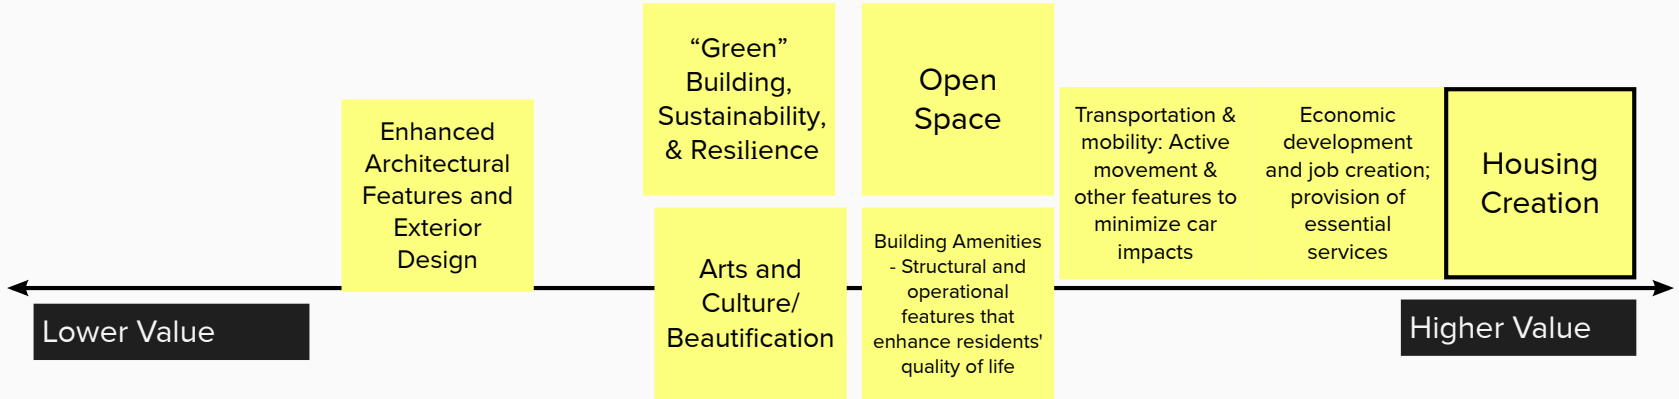 Enhanced
Architectural
Features and
Exterior
Design
“Green”
Building,
Sustainability,
& Resilience
Arts and
Culture/
Beautification
Open
Space
Building Amenities
- Structural and
operational
features that
enhance residents'
quality of life
Transportation &
mobility: Active
movement &
other features to
minimize car
impacts
Economic
development
and job creation;
provision of
essential
services
Housing
Creation
Lower Value
Higher Value